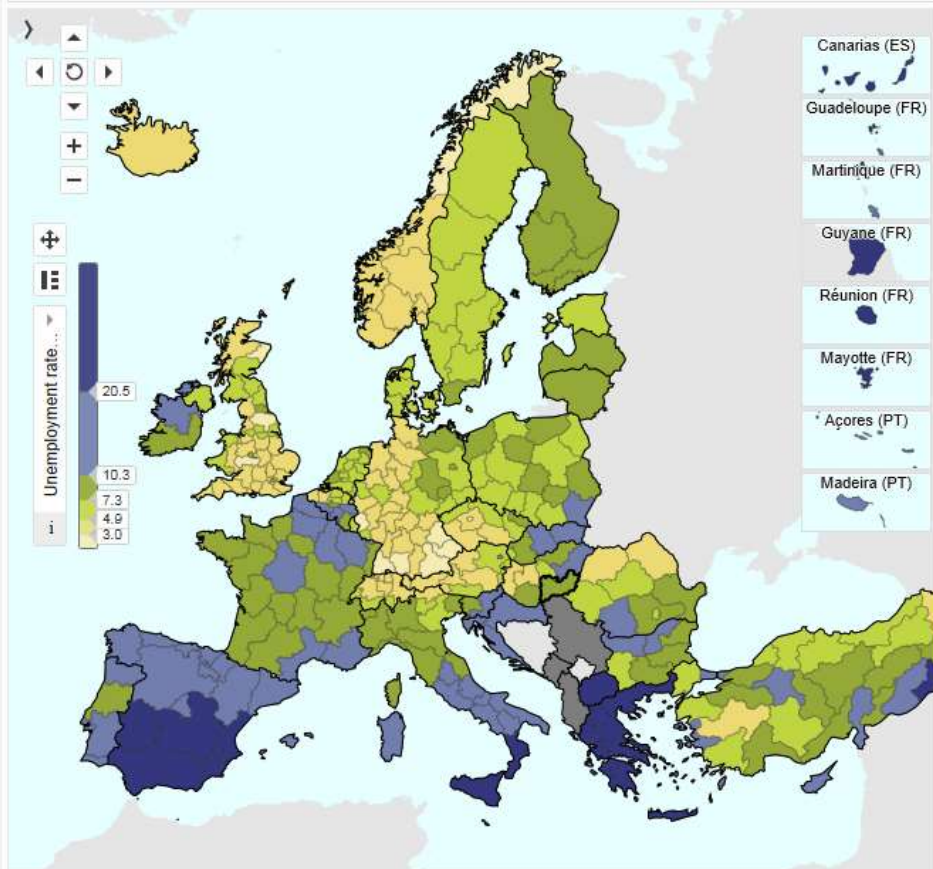 Unemployment rate...
i
20.5
10.3
7.3
4.9
3.0
Canarias (ES)
Guadeloupe (FR)
Martinique (FR)
Guyane (FR)
Réunion (FR)
Mayotte (FR)
Açores (PT)
Madeira (PT)